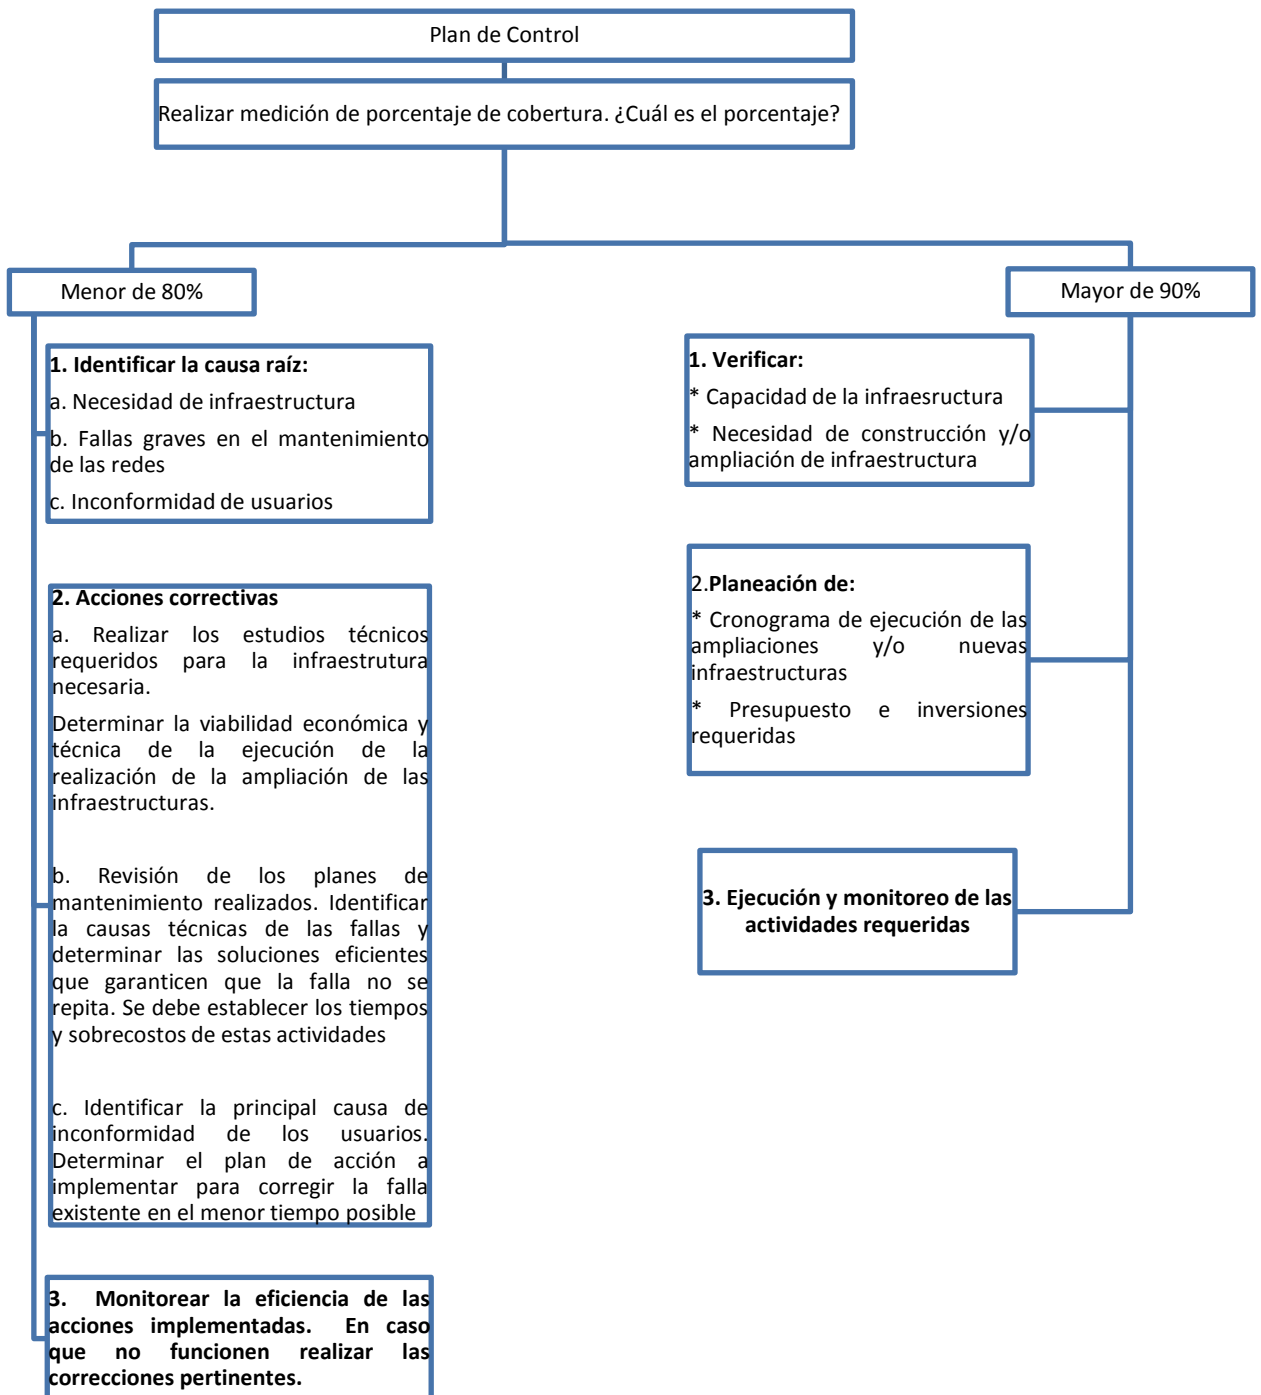 Plan de Control
Realizar medición de porcentaje de cobertura. ¿Cuál es el porcentaje?
Menor de 80%
1. Identificar la causa raíz:
a. Necesidad de infraestructura
b. Fallas graves en el mantenimiento
de las redes
c. Inconformidad de usuarios
2. Acciones correctivas
a. Realizar los estudios técnicos
requeridos para la infraestrutura
necesaria.
Determinar la viabilidad económica y
técnica de la ejecución de la
realización de la ampliación de las
infraestructuras.
b. Revisión de los planes de
mantenimiento realizados. Identificar
la causas técnicas de las fallas y
determinar las soluciones eficientes
que garanticen que la falla no se
repita. Se debe establecer los tiempos
y sobrecostos de estas actividades
c. Identificar la principal causa de
inconformidad de los usuarios.
Determinar el plan de acción a
implementar para corregir la falla
existente en el menor tiempo posible
3. Monitorear la eficiencia de las
acciones implementadas. En caso
que no funcionen realizar las
correcciones pertinentes.
Mayor de 90%
1. Verificar:
* Capacidad de la infraesructura
* Necesidad de construcción y/o
ampliación de infraestructura
2.Planeación de:
* Cronograma de ejecución de las
ampliaciones y/o nuevas
infraestructuras
* Presupuesto e inversiones
requeridas
3. Ejecución y monitoreo de las
actividades requeridas